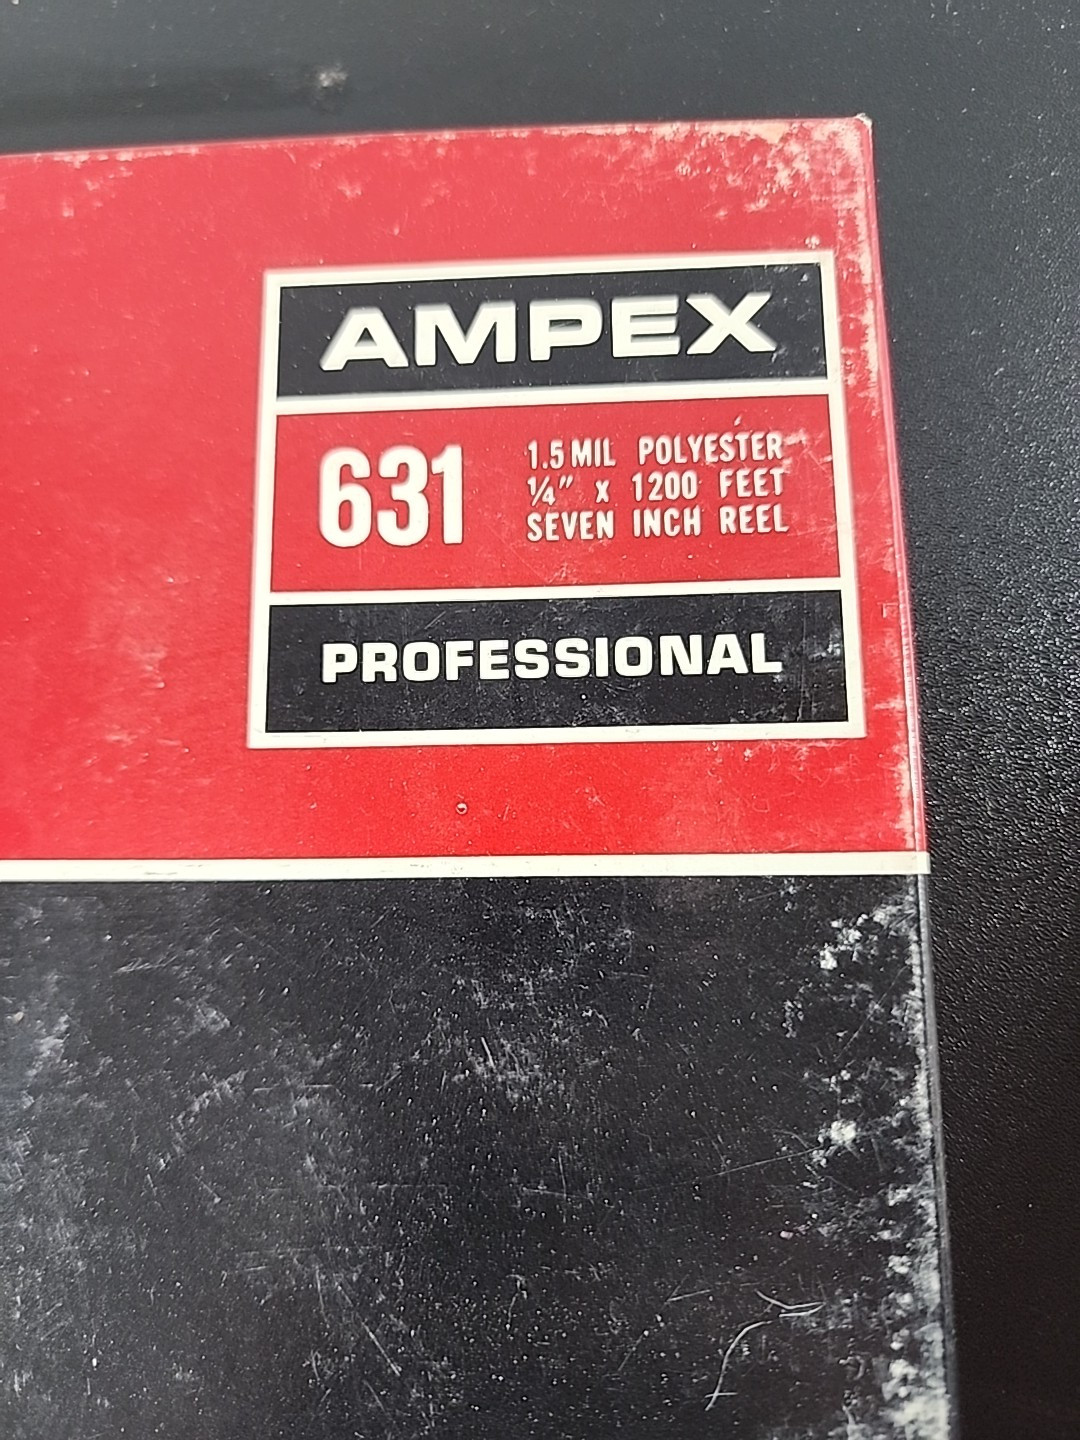 AMPEX
631
1.5 MIL POLYESTER
¼" x 1200 FEET
SEVEN INCH REEL
PROFESSIONAL